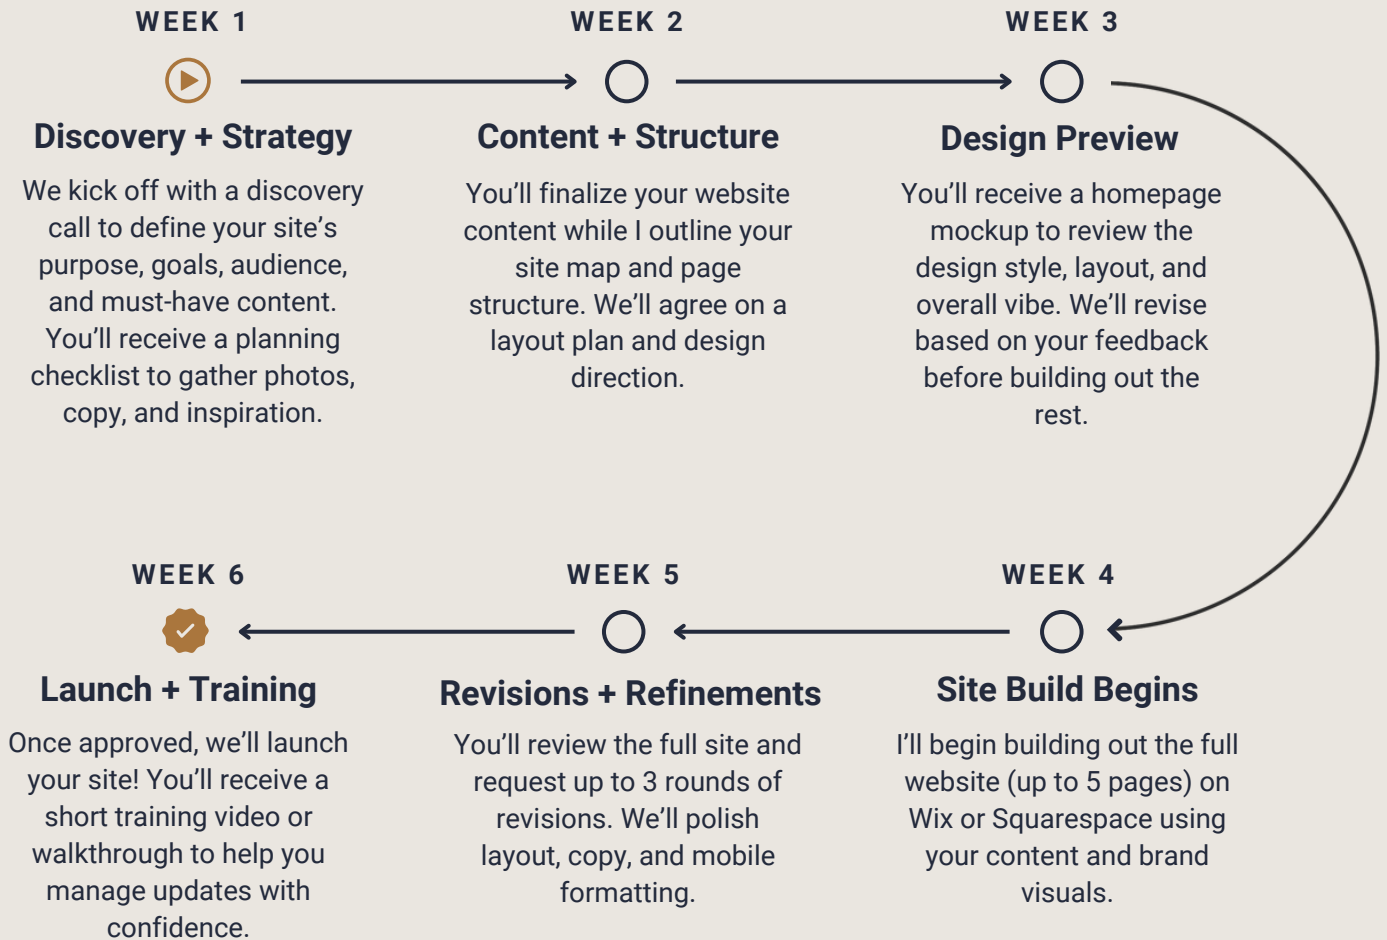 WEEK 1
Discovery + Strategy
We kick off with a discovery
call to define your site’s
purpose, goals, audience,
and must-have content.
You’ll receive a planning
checklist to gather photos,
copy, and inspiration.
WEEK 2
Content + Structure
You’ll finalize your website
content while I outline your
site map and page
structure. We’ll agree on a
layout plan and design
direction.
WEEK 3
Design Preview
You’ll receive a homepage
mockup to review the
design style, layout, and
overall vibe. We’ll revise
based on your feedback
before building out the
rest.
WEEK 4
Site Build Begins
I’ll begin building out the full
website (up to 5 pages) on
Wix or Squarespace using
your content and brand
visuals.
WEEK 5
Revisions + Refinements
You’ll review the full site and
request up to 3 rounds of
revisions. We’ll polish
layout, copy, and mobile
formatting.
WEEK 6
Launch + Training
Once approved, we’ll launch
your site! You’ll receive a
short training video or
walkthrough to help you
manage updates with
confidence.